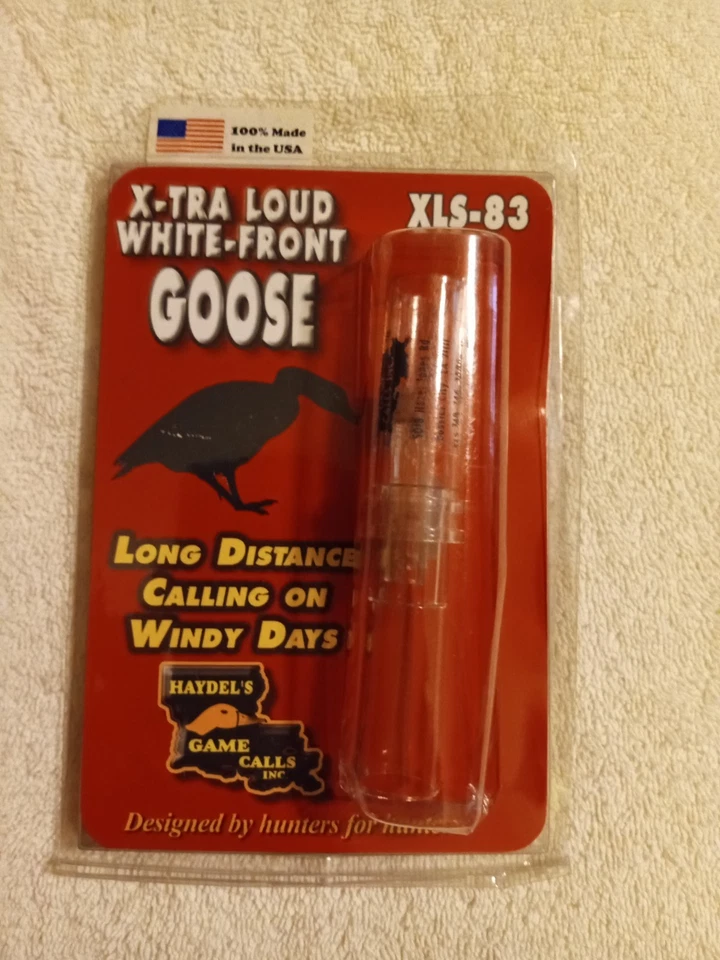 100% Made
in the USA
X-TRA LOUD
WHITE-FRONT
GOOSE
XLS-83
LONG DISTANCE
CALLING ON
WINDY DAYS
HAYDEL'S
GAME
CALLS
INC
Designed by hunters for